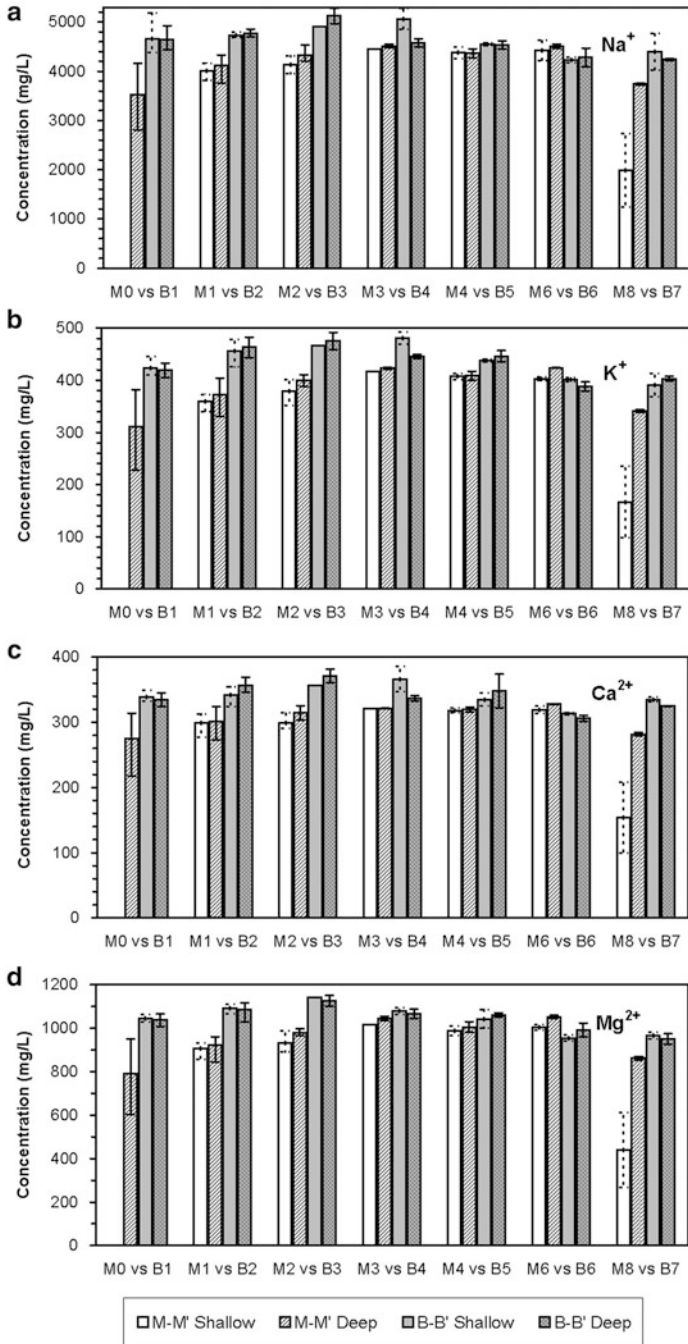 a
Concentration (mg/L)
5000
4000
3000
2000
1000
0
Na⁺
M0 vs B1 M1 vs B2 M2 vs B3 M3 vs B4 M4 vs B5 M6 vs B6 M8 vs B7
b
Concentration (mg/L)
500
400
300
200
100
0
K⁺
M0 vs B1 M1 vs B2 M2 vs B3 M3 vs B4 M4 vs B5 M6 vs B6 M8 vs B7
c
Concentration (mg/L)
400
300
200
100
0
Ca²⁺
M0 vs B1 M1 vs B2 M2 vs B3 M3 vs B4 M4 vs B5 M6 vs B6 M8 vs B7
d
Concentration (mg/L)
1200
1000
800
600
400
200
0
Mg²⁺
M0 vs B1 M1 vs B2 M2 vs B3 M3 vs B4 M4 vs B5 M6 vs B6 M8 vs B7
M-M' Shallow M-M' Deep B-B' Shallow B-B' Deep